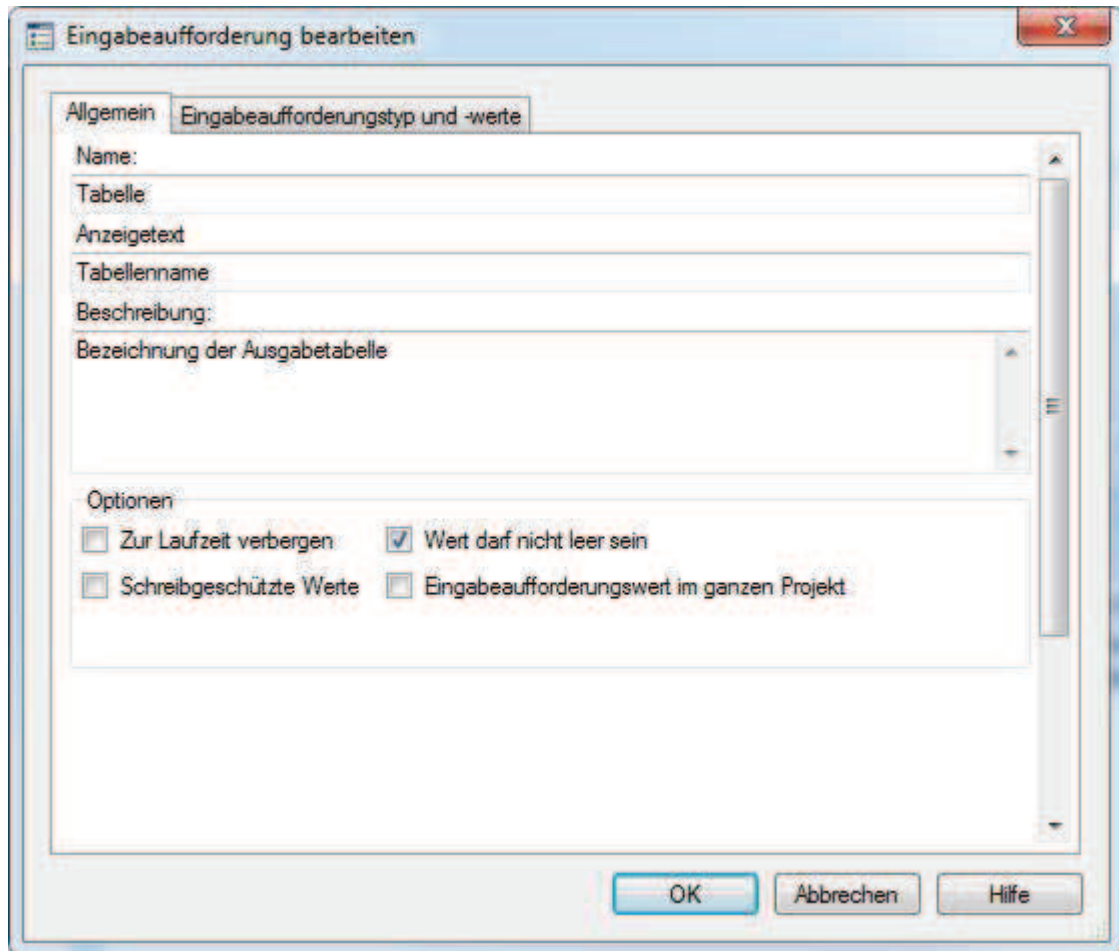 Eingabeaufforderung bearbeiten
Allgemein Eingabeaufforderungstyp und -werte
Name:
Tabelle
Anzeigetext
Tabellenname
Beschreibung:
Bezeichnung der Ausgabetabelle
Optionen
Zur Laufzeit verbergen Wert darf nicht leer sein
Schreibgeschützte Werte Eingabeaufforderungswert im ganzen Projekt
OK Abbrechen Hilfe